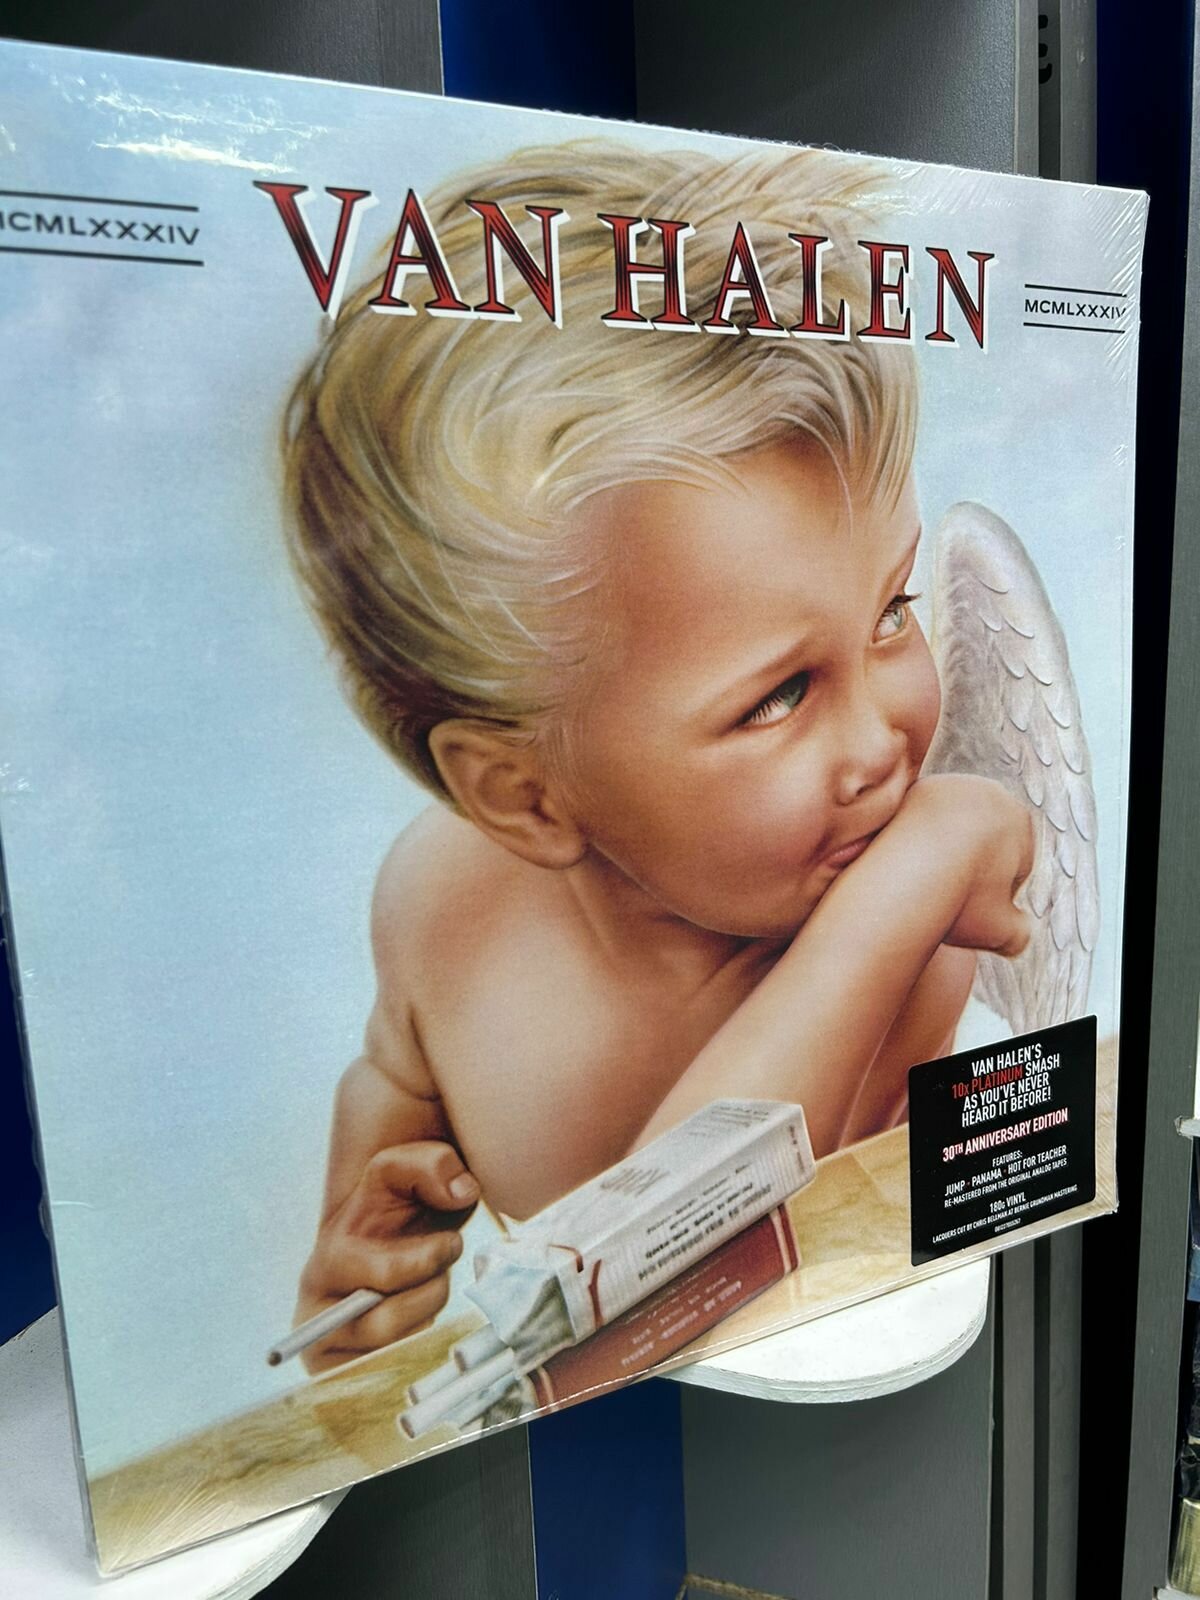 MCMLXXXIV
VAN HALEN
MCMLXXXIV
VAN HALEN'S
10x PLATINUM SMASH
AS YOU'VE NEVER
HEARD IT BEFORE!
30TH ANNIVERSARY EDITION
FEATURES:
JUMP · PANAMA · HOT FOR TEACHER
RE-MASTERED FROM THE ORIGINAL ANALOG TAPES
180G VINYL
LACQUERS CUT BY CHRIS BELLMAN AT BERNIE GRUNDMAN MASTERING